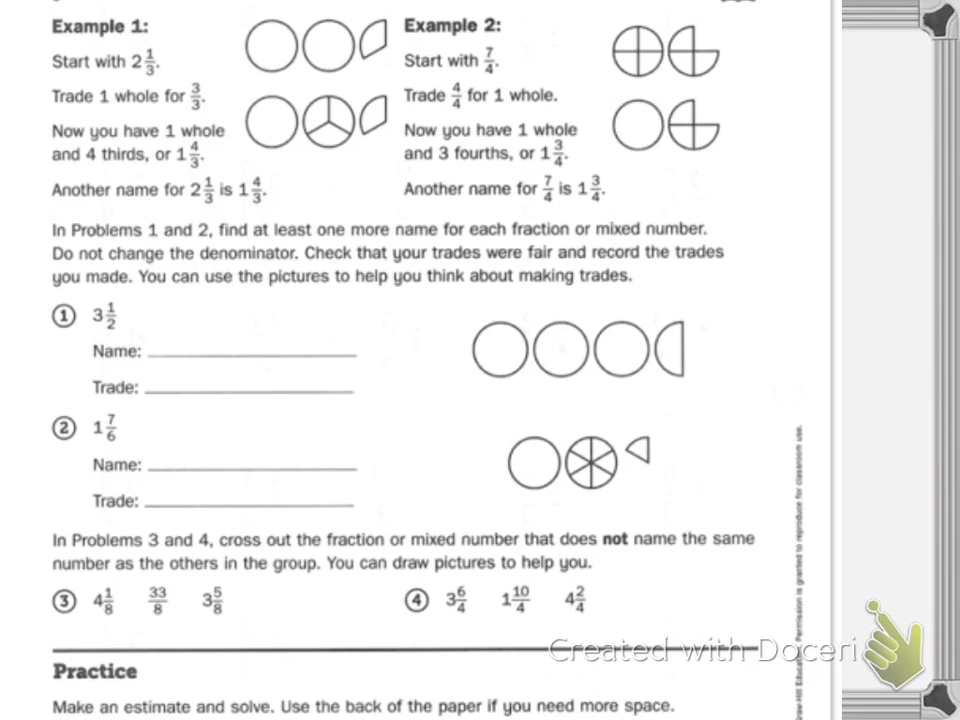 Example 1:
Start with 2 1/3.
Trade 1 whole for 3/3.
Now you have 1 whole
and 4 thirds, or 1 4/3.
Another name for 2 1/3 is 1 4/3.
Example 2:
Start with 7/4.
Trade 4/4 for 1 whole.
Now you have 1 whole
and 3 fourths, or 1 3/4.
Another name for 7/4 is 1 3/4.
In Problems 1 and 2, find at least one more name for each fraction or mixed number.
Do not change the denominator. Check that your trades were fair and record the trades
you made. You can use the pictures to help you think about making trades.
1 3 1/2
Name:
Trade:
2 1 7/6
Name:
Trade:
In Problems 3 and 4, cross out the fraction or mixed number that does not name the same
number as the others in the group. You can draw pictures to help you.
3 4 1/8 33/8 3 5/8
4 3 6/4 1 10/4 4 2/4
Practice
Make an estimate and solve. Use the back of the paper if you need more space.
Permission is granted to reproduce for classroom use.
Created with Doceri